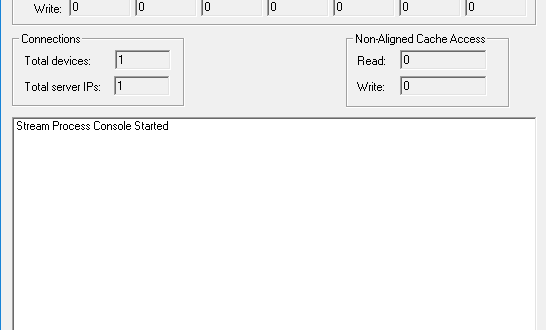 Write: 0 0 0 0 0 0 0
Connections Non-Aligned Cache Access
Total devices: 1 Read: 0
Total server IPs: 1 Write: 0
Stream Process Console Started